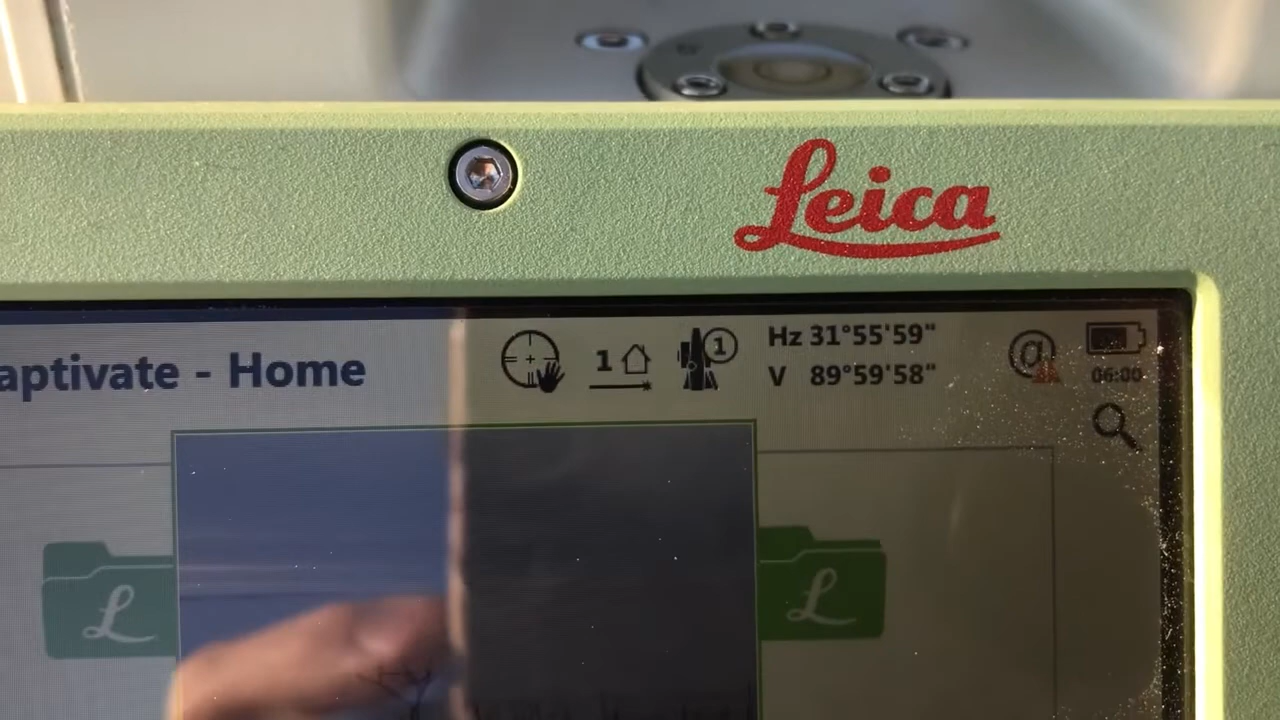 Leica
aptivate - Home
1
1
Hz 31°55'59"
V 89°59'58"
@
06:00
L
L